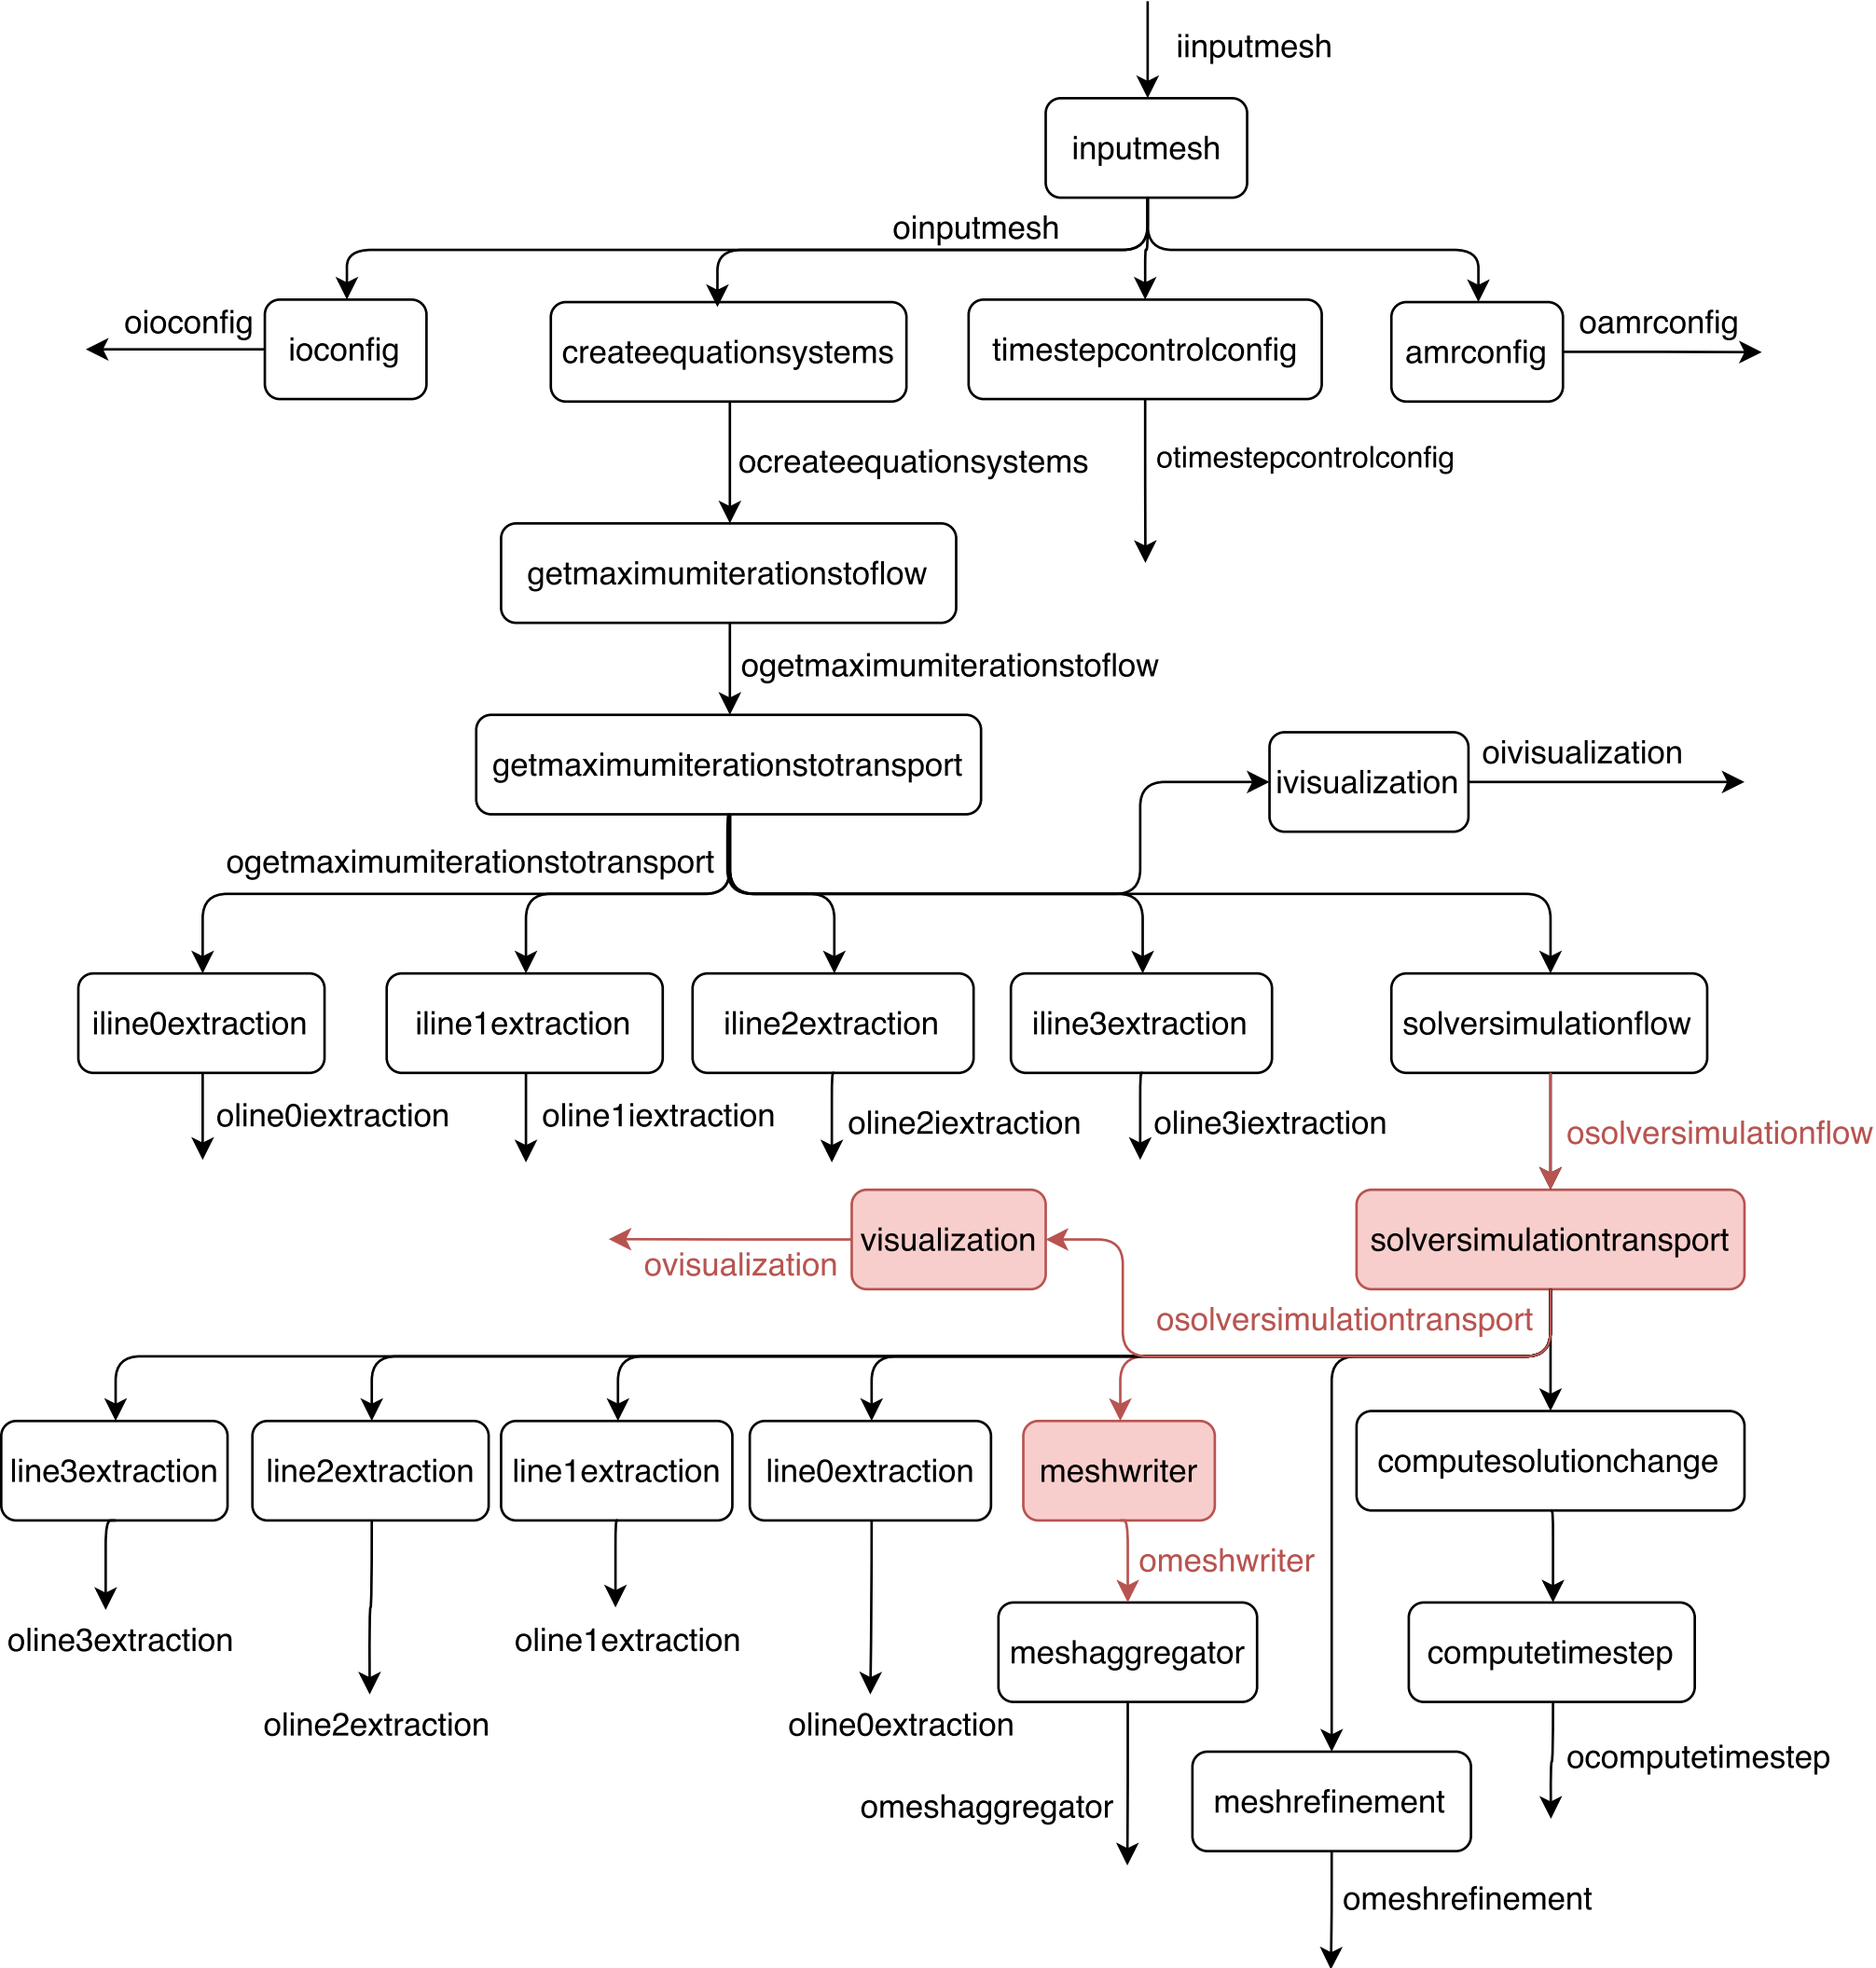 iinputmesh
inputmesh
oinputmesh
oioconfig
ioconfig
createequationsystems
timestepcontrolconfig
amrconfig
oamrconfig
ocreateequationsystems
otimestepcontrolconfig
getmaximumiterationstoflow
ogetmaximumiterationstoflow
getmaximumiterationstotransport
ivisualization
oivisualization
ogetmaximumiterationstotransport
iline0extraction
iline1extraction
iline2extraction
iline3extraction
solversimulationflow
oline0iextraction
oline1iextraction
oline2iextraction
oline3iextraction
osolversimulationflow
visualization
solversimulationtransport
ovisualization
osolversimulationtransport
line3extraction
line2extraction
line1extraction
line0extraction
meshwriter
computesolutionchange
omeshwriter
oline3extraction
oline1extraction
meshaggregator
computetimestep
oline2extraction
oline0extraction
ocomputetimestep
omeshaggregator
meshrefinement
omeshrefinement